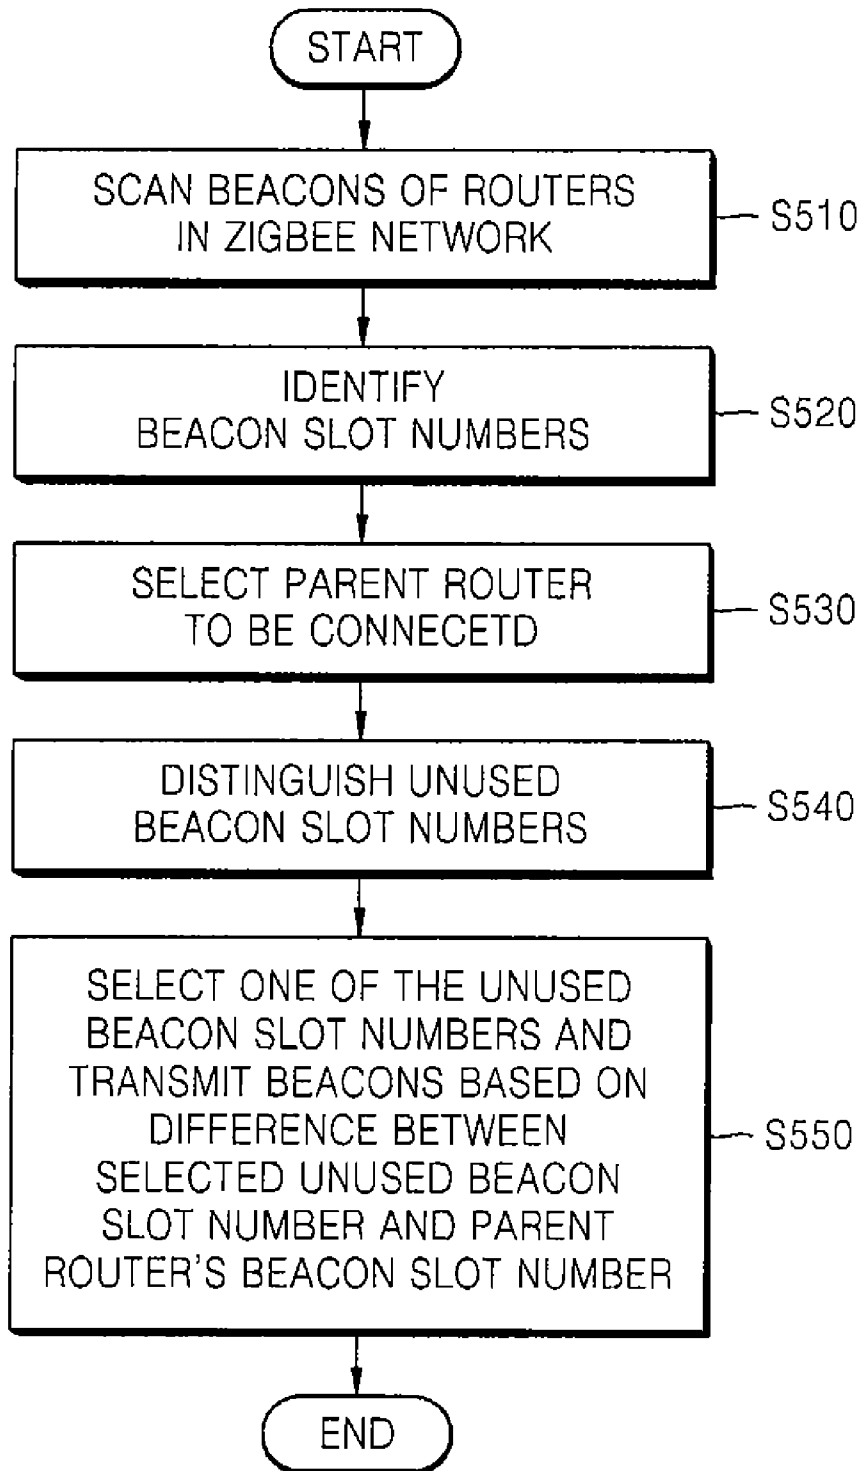 START
SCAN BEACONS OF ROUTERS
IN ZIGBEE NETWORK
S510
IDENTIFY
BEACON SLOT NUMBERS
S520
SELECT PARENT ROUTER
TO BE CONNECETD
S530
DISTINGUISH UNUSED
BEACON SLOT NUMBERS
S540
SELECT ONE OF THE UNUSED
BEACON SLOT NUMBERS AND
TRANSMIT BEACONS BASED ON
DIFFERENCE BETWEEN
SELECTED UNUSED BEACON
SLOT NUMBER AND PARENT
ROUTER'S BEACON SLOT NUMBER
S550
END